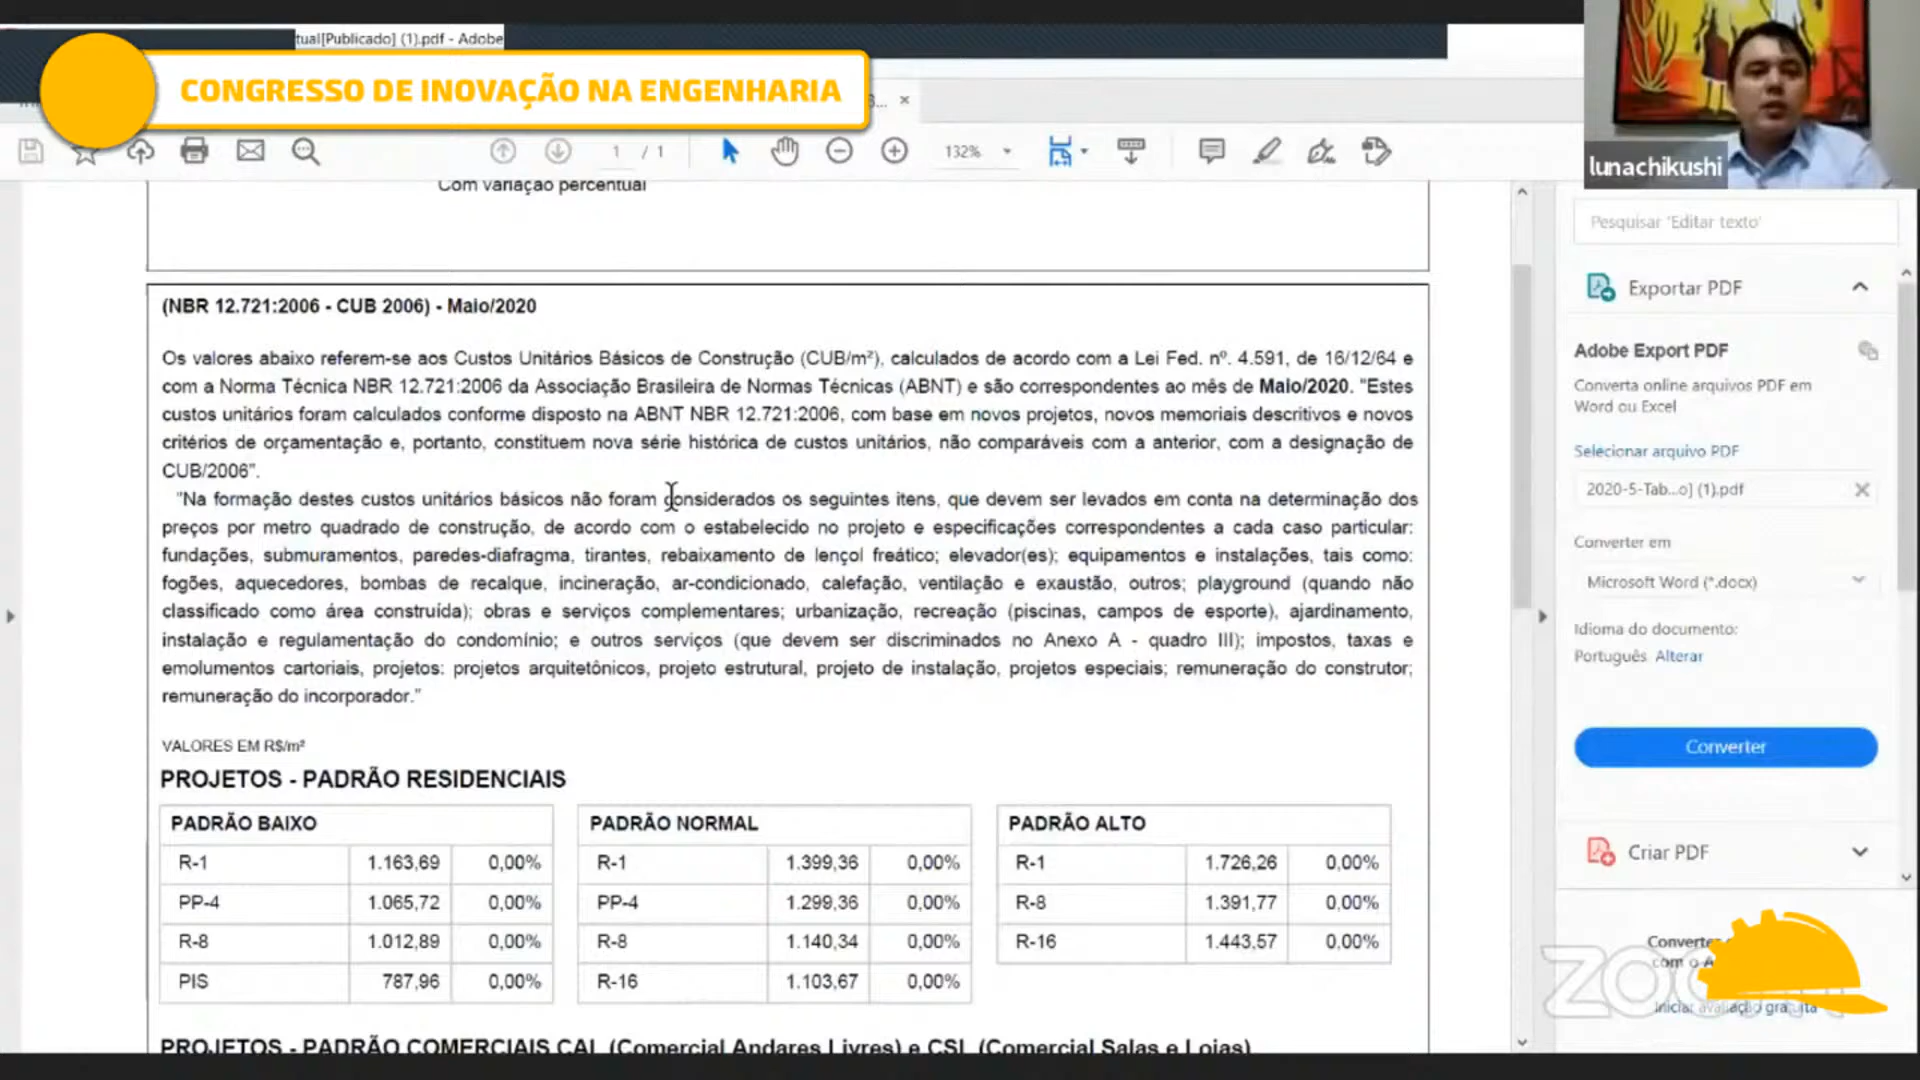 tual[Publicado] (1).pdf - Adobe
CONGRESSO DE INOVAÇÃO NA ENGENHARIA
1 / 1
132%
lunachikushi
Com variação percentual
(NBR 12.721:2006 - CUB 2006) - Maio/2020
Os valores abaixo referem-se aos Custos Unitários Básicos de Construção (CUB/m²), calculados de acordo com a Lei Fed. nº. 4.591, de 16/12/64 e
com a Norma Técnica NBR 12.721:2006 da Associação Brasileira de Normas Técnicas (ABNT) e são correspondentes ao mês de Maio/2020. "Estes
custos unitários foram calculados conforme disposto na ABNT NBR 12.721:2006, com base em novos projetos, novos memoriais descritivos e novos
critérios de orçamentação e, portanto, constituem nova série histórica de custos unitários, não comparáveis com a anterior, com a designação de
CUB/2006".
"Na formação destes custos unitários básicos não foram considerados os seguintes itens, que devem ser levados em conta na determinação dos
preços por metro quadrado de construção, de acordo com o estabelecido no projeto e especificações correspondentes a cada caso particular:
fundações, submuramentos, paredes-diafragma, tirantes, rebaixamento de lençol freático; elevador(es); equipamentos e instalações, tais como:
fogões, aquecedores, bombas de recalque, incineração, ar-condicionado, calefação, ventilação e exaustão, outros; playground (quando não
classificado como área construída); obras e serviços complementares; urbanização, recreação (piscinas, campos de esporte), ajardinamento,
instalação e regulamentação do condomínio; e outros serviços (que devem ser discriminados no Anexo A - quadro III); impostos, taxas e
emolumentos cartoriais, projetos: projetos arquitetônicos, projeto estrutural, projeto de instalação, projetos especiais; remuneração do construtor;
remuneração do incorporador."
VALORES EM R$/m²
PROJETOS - PADRÃO RESIDENCIAIS
PADRÃO BAIXO
R-1 1.163,69 0,00%
PP-4 1.065,72 0,00%
R-8 1.012,89 0,00%
PIS 787,96 0,00%
PADRÃO NORMAL
R-1 1.399,36 0,00%
PP-4 1.299,36 0,00%
R-8 1.140,34 0,00%
R-16 1.103,67 0,00%
PADRÃO ALTO
R-1 1.726,26 0,00%
R-8 1.391,77 0,00%
R-16 1.443,57 0,00%
PROJETOS - PADRÃO COMERCIAIS CAL (Comercial Andares Livres) e CSL (Comercial Salas e Lojas)
Pesquisar 'Editar texto'
Exportar PDF
Adobe Export PDF
Converta online arquivos PDF em
Word ou Excel
Selecionar arquivo PDF
2020-5-Tab...o] (1).pdf
Converter em
Microsoft Word (*.docx)
Idioma do documento:
Português Alterar
Converter
Criar PDF
Converter
com o A
Iniciar avaliação gratuita